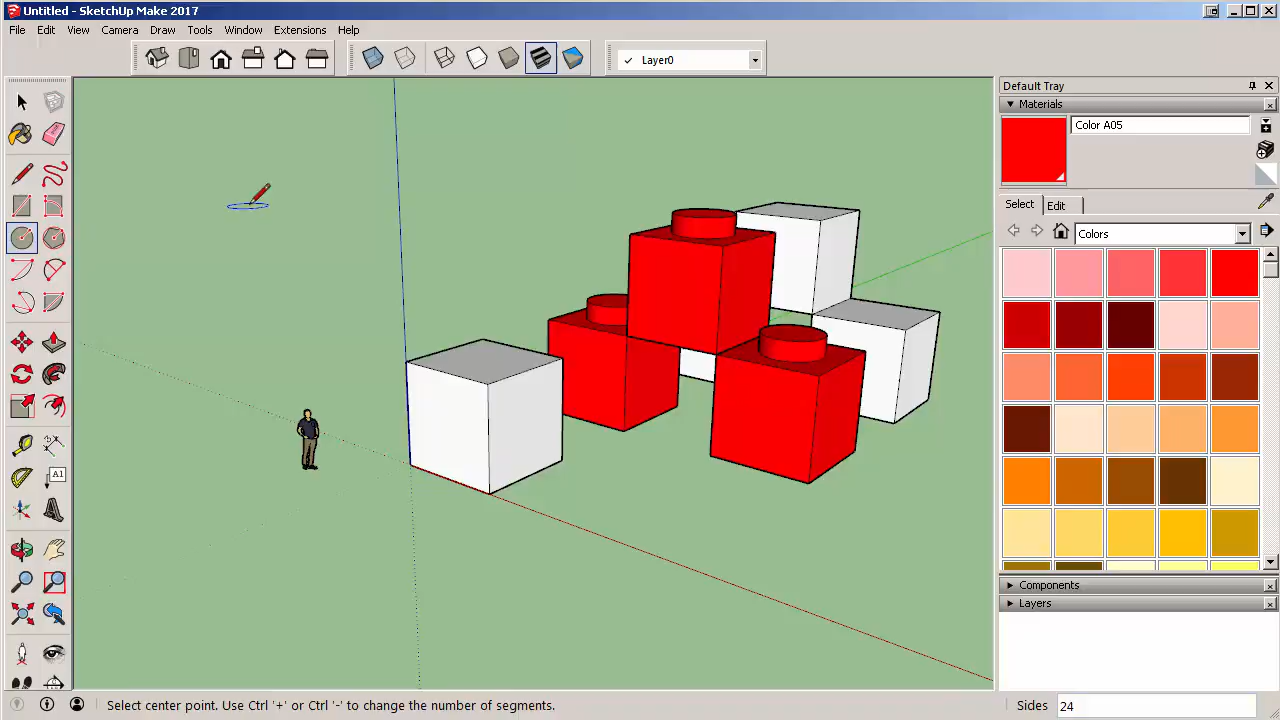 Untitled - SketchUp Make 2017
File Edit View Camera Draw Tools Window Extensions Help
✓ Layer0
Default Tray
Materials
Color A05
Select Edit
Colors
A1
Components
Layers
Select center point. Use Ctrl '+' or Ctrl '-' to change the number of segments.
Sides 24